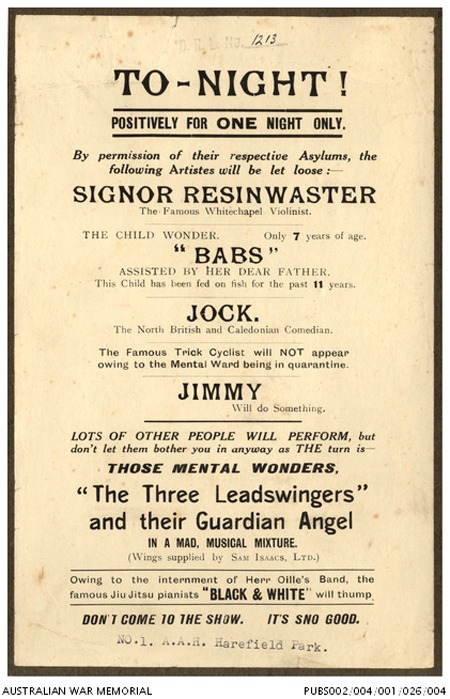 D. R. L. No. 1213
TO-NIGHT!
POSITIVELY FOR ONE NIGHT ONLY.
By permission of their respective Asylums, the
following Artistes will be let loose:—
SIGNOR RESINWASTER
The Famous Whitechapel Violinist.
THE CHILD WONDER. Only 7 years of age.
"BABS"
ASSISTED BY HER DEAR FATHER.
This Child has been fed on fish for the past 11 years.
JOCK.
The North British and Caledonian Comedian.
The Famous Trick Cyclist will NOT appear
owing to the Mental Ward being in quarantine.
JIMMY
Will do Something.
LOTS OF OTHER PEOPLE WILL PERFORM, but
don't let them bother you in anyway as THE turn is—
THOSE MENTAL WONDERS,
"The Three Leadswingers"
and their Guardian Angel
IN A MAD, MUSICAL MIXTURE.
(Wings supplied by SAM ISAACS, LTD.)
Owing to the internment of Herr Oille's Band, the
famous Jiu Jitsu pianists "BLACK & WHITE" will thump
DON'T COME TO THE SHOW. IT'S SNO GOOD.
NO.1. A.A.H. Harefield Park.
AUSTRALIAN WAR MEMORIAL PUBS002/004/001/026/004